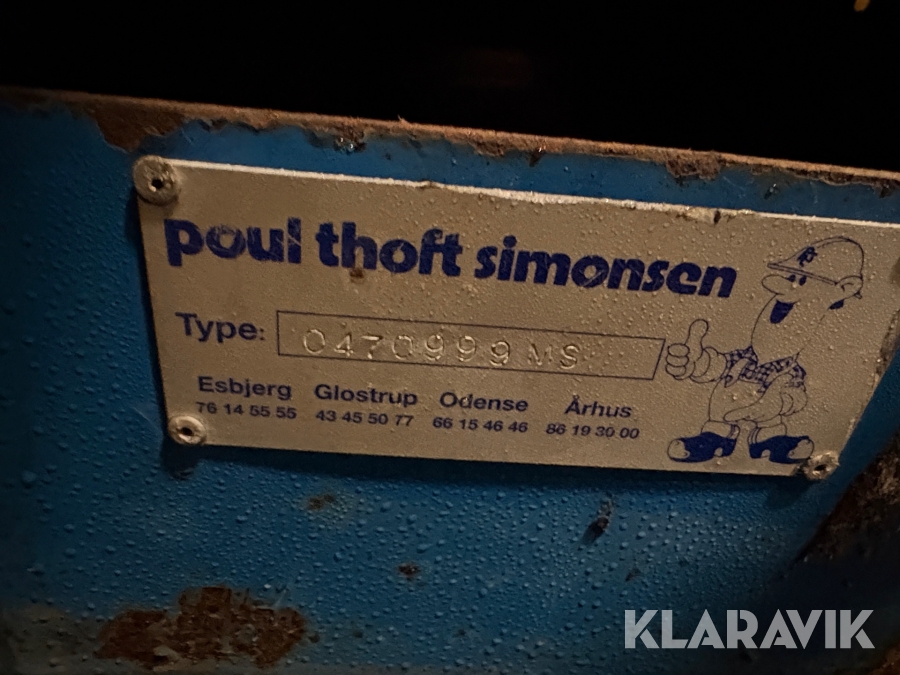 poul thoft simonsen
Type: 0470999 MS
Esbjerg Glostrup Odense Århus
76 14 55 55 43 45 50 77 66 15 46 46 86 19 30 00
KLARAVIK